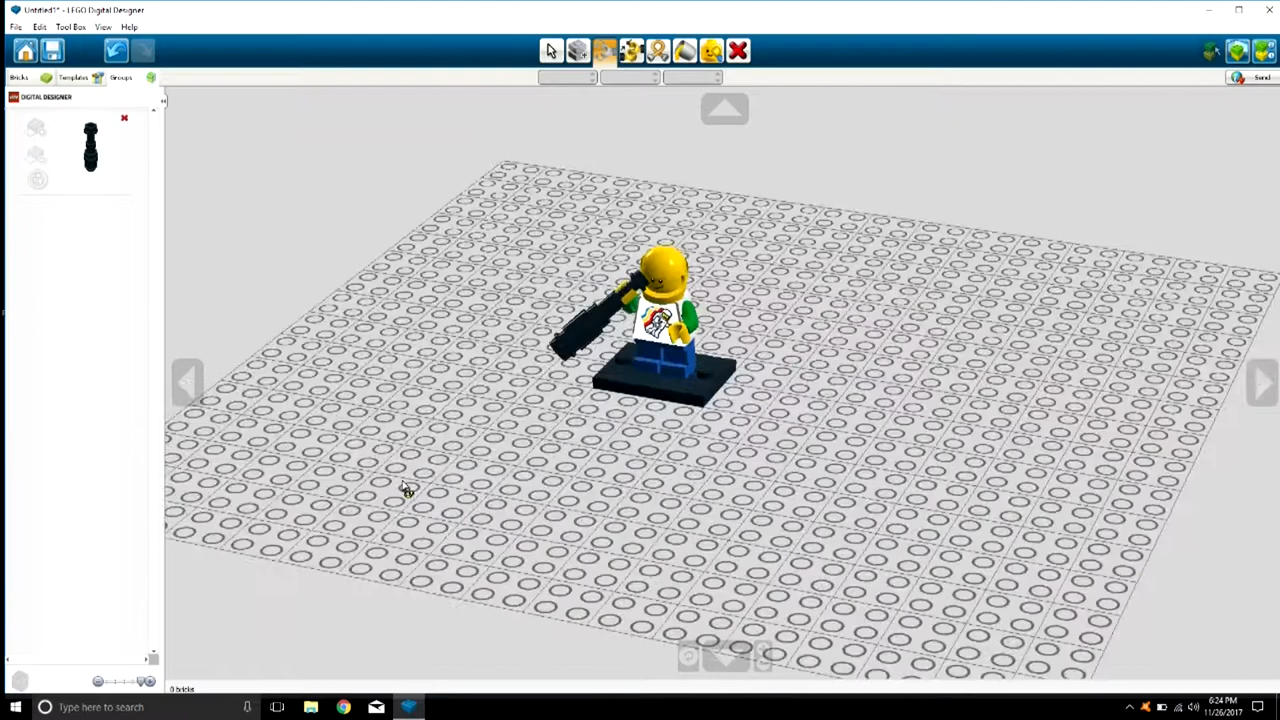 Untitled1* - LEGO Digital Designer
File Edit Tool Box View Help
Bricks Templates Groups
Send
LEGO DIGITAL DESIGNER
0 bricks
Type here to search
6:24 PM
11/26/2017